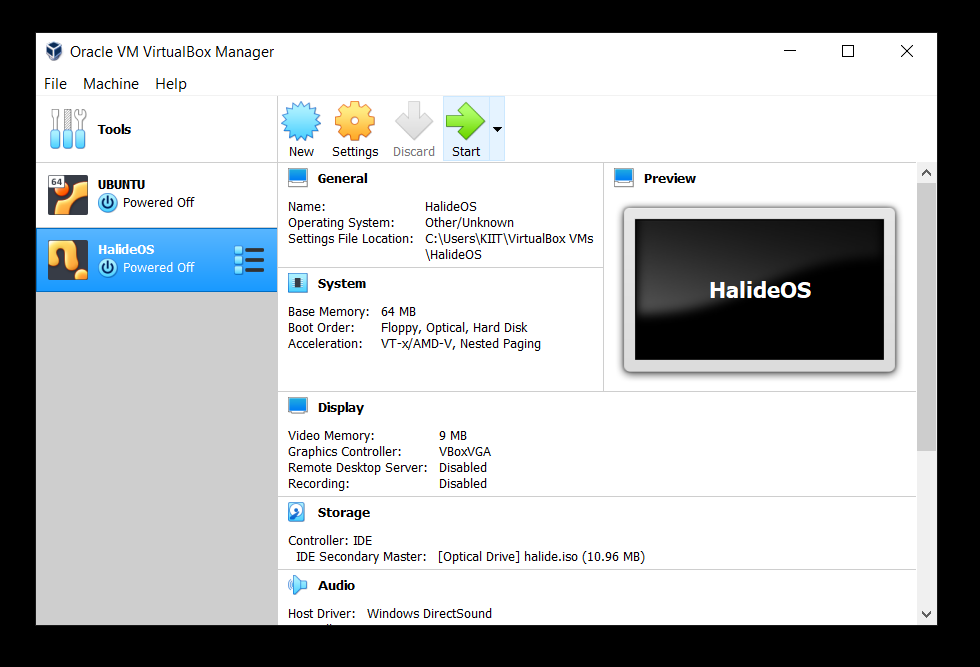 Oracle VM VirtualBox Manager
File Machine Help
Tools
New Settings Discard Start
64 UBUNTU
Powered Off
HalideOS
Powered Off
General
Name: HalideOS
Operating System: Other/Unknown
Settings File Location: C:\Users\KIIT\VirtualBox VMs
\HalideOS
Preview
HalideOS
System
Base Memory: 64 MB
Boot Order: Floppy, Optical, Hard Disk
Acceleration: VT-x/AMD-V, Nested Paging
Display
Video Memory: 9 MB
Graphics Controller: VBoxVGA
Remote Desktop Server: Disabled
Recording: Disabled
Storage
Controller: IDE
IDE Secondary Master: [Optical Drive] halide.iso (10.96 MB)
Audio
Host Driver: Windows DirectSound